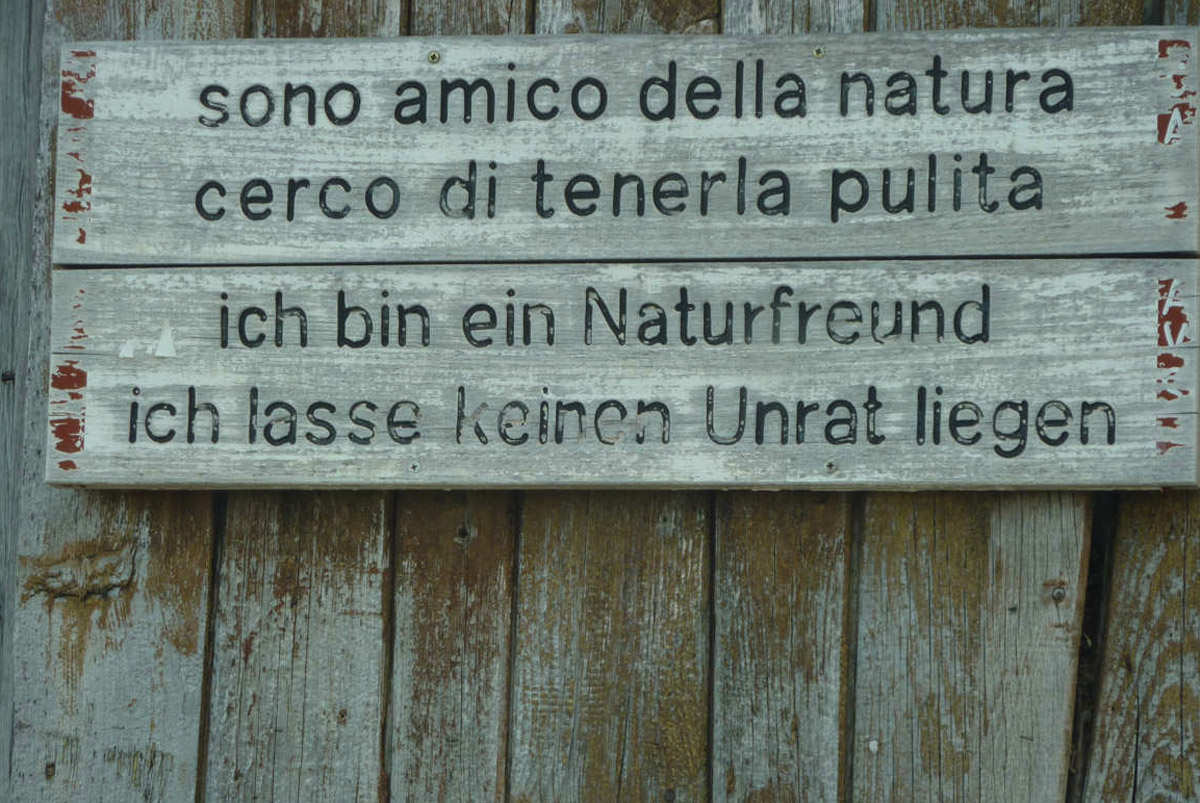 sono amico della natura
cerco di tenerla pulita
ich bin ein Naturfreund
ich lasse keinen Unrat liegen